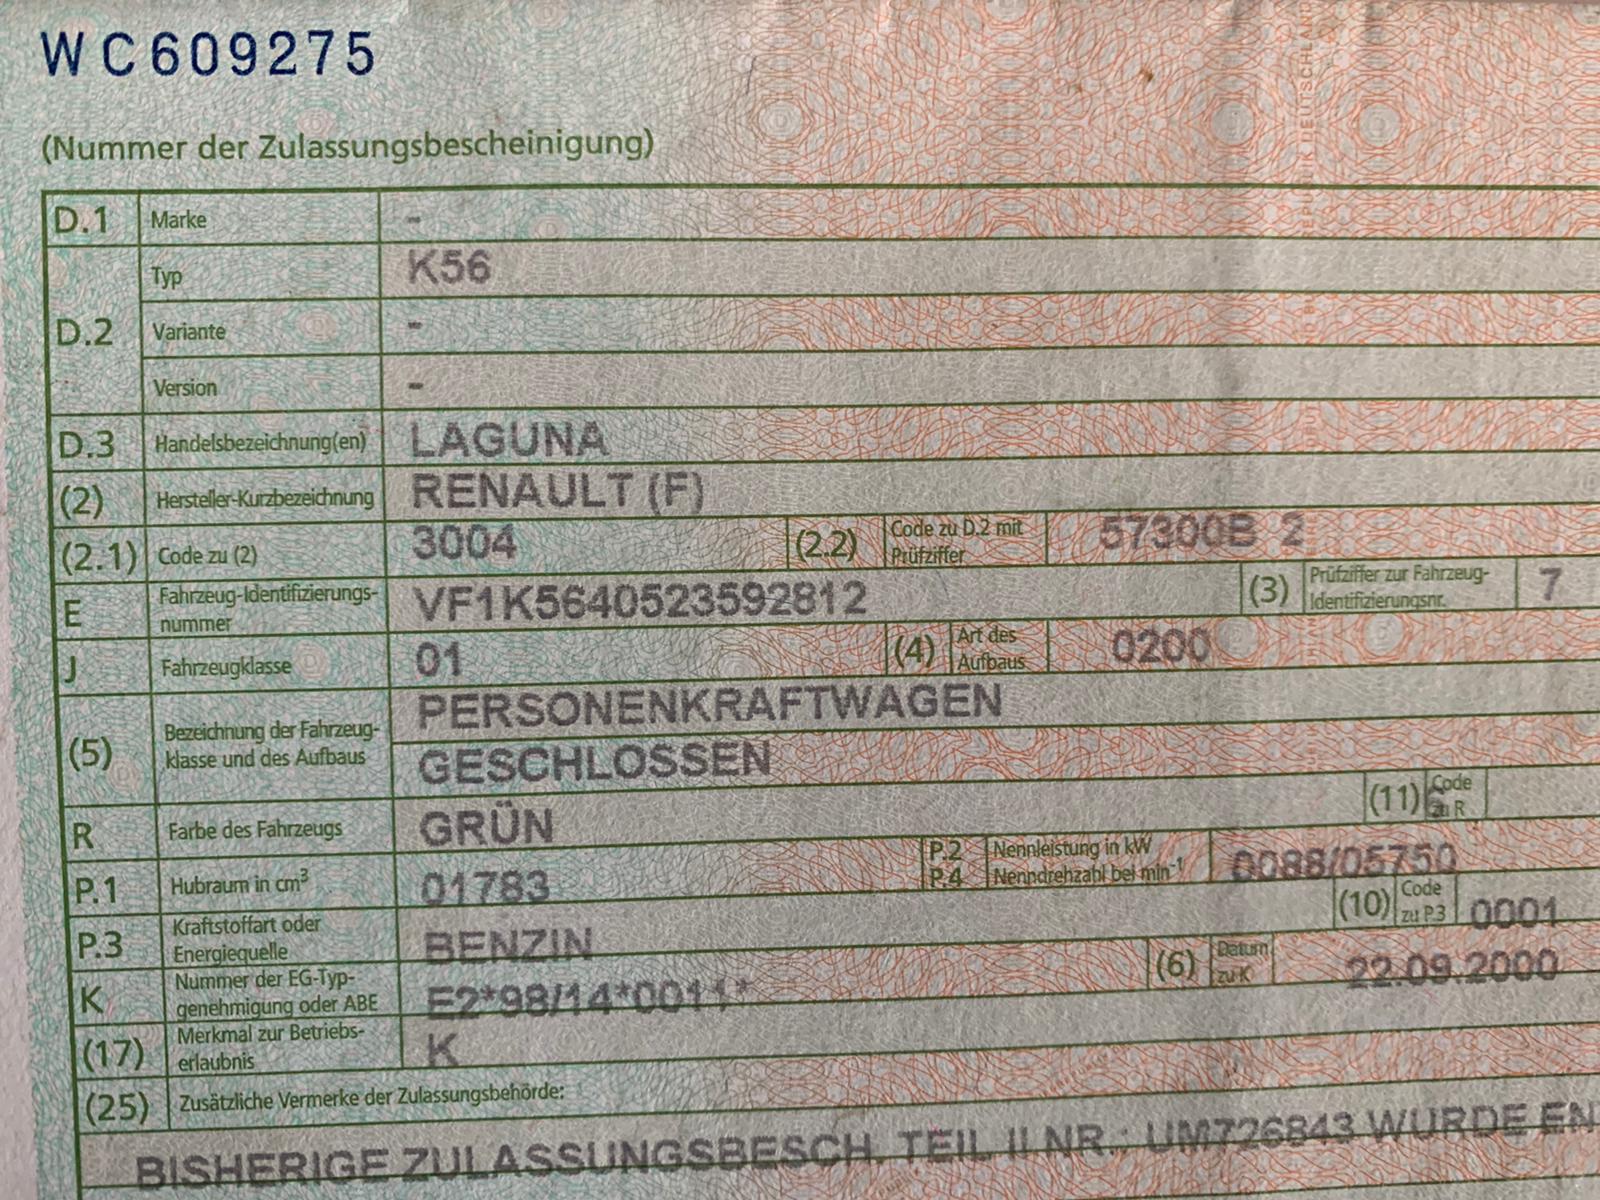 WC609275
(Nummer der Zulassungsbescheinigung)
D.1 Marke -
D.2 Typ K56
Variante -
Version -
D.3 Handelsbezeichnung(en) LAGUNA
(2) Hersteller-Kurzbezeichnung RENAULT (F)
(2.1) Code zu (2) 3004 (2.2) Code zu D.2 mit Prüfziffer 57300B 2
E Fahrzeug-Identifizierungs-nummer VF1K5640523592812 (3) Prüfziffer zur Fahrzeug-Identifizierungsnr. 7
J Fahrzeugklasse 01 (4) Art des Aufbaus 0200
(5) Bezeichnung der Fahrzeug-klasse und des Aufbaus PERSONENKRAFTWAGEN
GESCHLOSSEN
R Farbe des Fahrzeugs GRÜN (11) Code zu R 6
P.1 Hubraum in cm³ 01783 P.2 P.4 Nennleistung in kW Nenndrehzahl bei min⁻¹ 0088/05750
P.3 Kraftstoffart oder Energiequelle BENZIN (10) Code zu P.3 0001
K Nummer der EG-Typ-genehmigung oder ABE E2*98/14*0011* (6) Datum zu K 22.09.2000
(17) Merkmal zur Betriebs-erlaubnis K
(25) Zusätzliche Vermerke der Zulassungsbehörde:
BISHERIGE ZULASSUNGSBESCH. TEIL II NR.: UM726843 WURDE EN